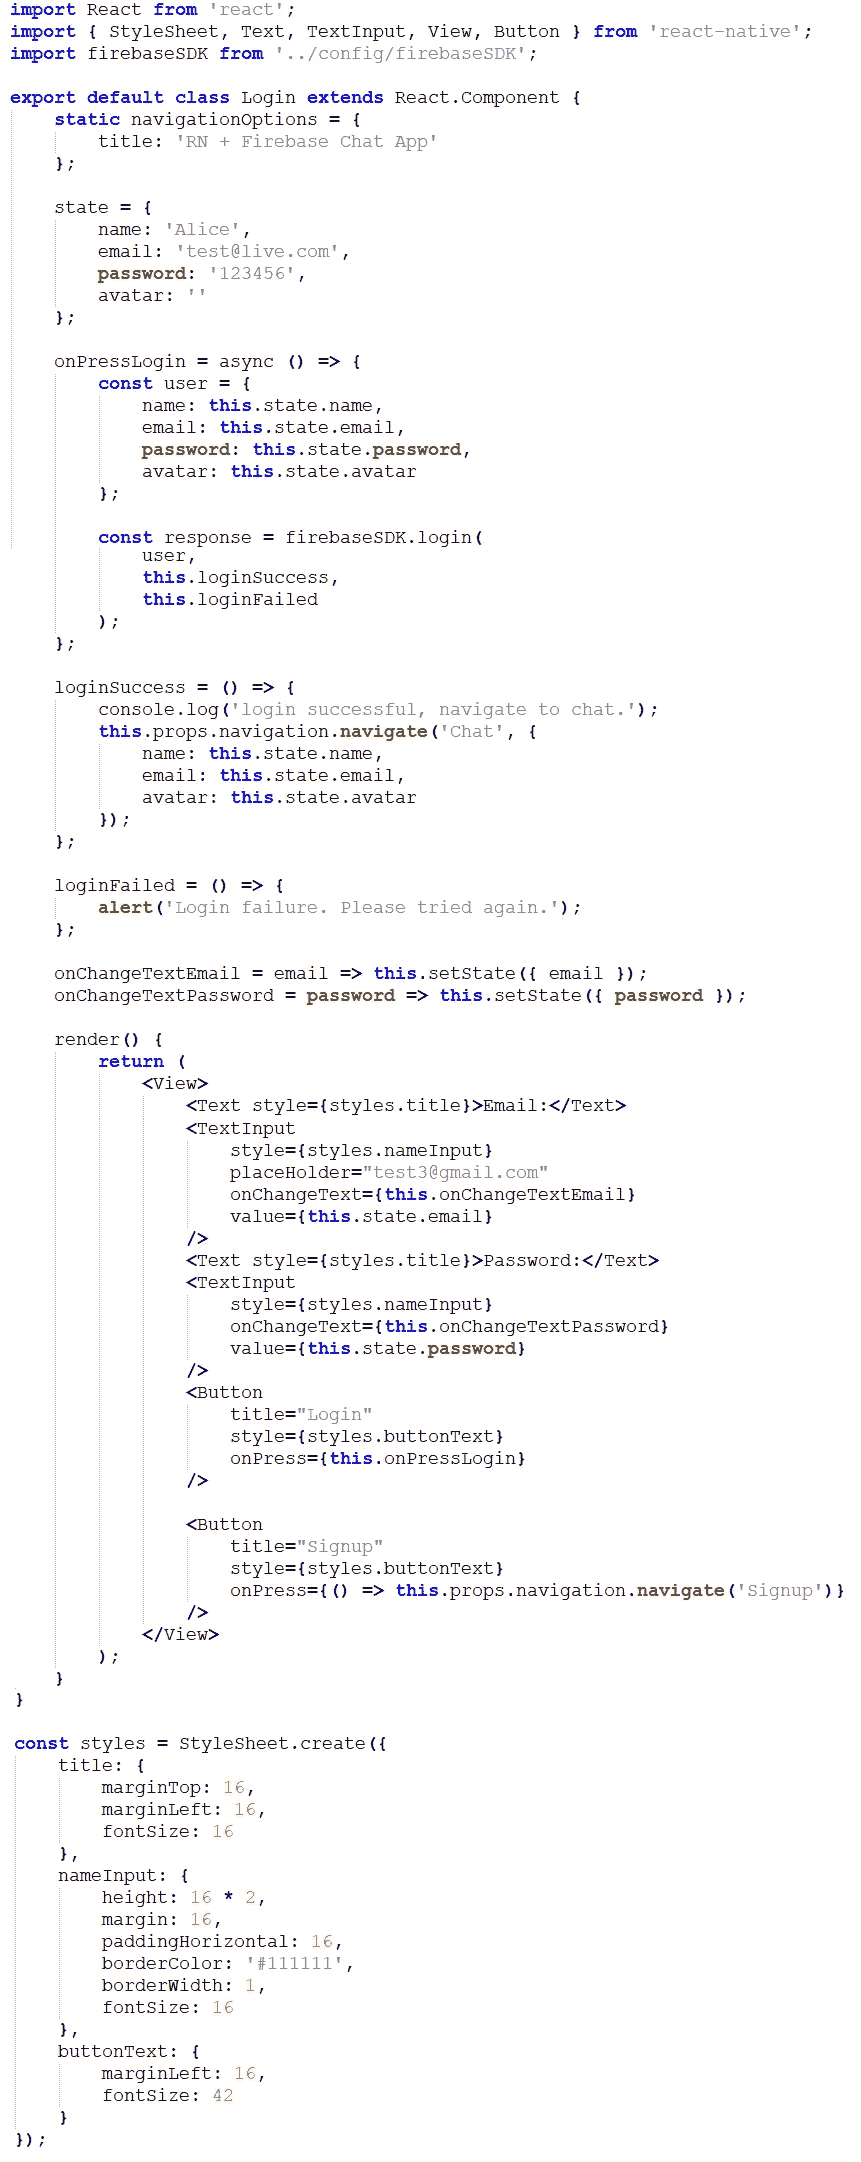 import React from 'react';
import { StyleSheet, Text, TextInput, View, Button } from 'react-native';
import firebaseSDK from '../config/firebaseSDK';

export default class Login extends React.Component {
    static navigationOptions = {
        title: 'RN + Firebase Chat App'
    };

    state = {
        name: 'Alice',
        email: 'test@live.com',
        password: '123456',
        avatar: ''
    };

    onPressLogin = async () => {
        const user = {
            name: this.state.name,
            email: this.state.email,
            password: this.state.password,
            avatar: this.state.avatar
        };

        const response = firebaseSDK.login(
            user,
            this.loginSuccess,
            this.loginFailed
        );
    };

    loginSuccess = () => {
        console.log('login successful, navigate to chat.');
        this.props.navigation.navigate('Chat', {
            name: this.state.name,
            email: this.state.email,
            avatar: this.state.avatar
        });
    };

    loginFailed = () => {
        alert('Login failure. Please tried again.');
    };

    onChangeTextEmail = email => this.setState({ email });
    onChangeTextPassword = password => this.setState({ password });

    render() {
        return (
            <View>
                <Text style={styles.title}>Email:</Text>
                <TextInput
                    style={styles.nameInput}
                    placeHolder="test3@gmail.com"
                    onChangeText={this.onChangeTextEmail}
                    value={this.state.email}
                />
                <Text style={styles.title}>Password:</Text>
                <TextInput
                    style={styles.nameInput}
                    onChangeText={this.onChangeTextPassword}
                    value={this.state.password}
                />
                <Button
                    title="Login"
                    style={styles.buttonText}
                    onPress={this.onPressLogin}
                />

                <Button
                    title="Signup"
                    style={styles.buttonText}
                    onPress={() => this.props.navigation.navigate('Signup')}
                />
            </View>
        );
    }
}

const styles = StyleSheet.create({
    title: {
        marginTop: 16,
        marginLeft: 16,
        fontSize: 16
    },
    nameInput: {
        height: 16 * 2,
        margin: 16,
        paddingHorizontal: 16,
        borderColor: '#111111',
        borderWidth: 1,
        fontSize: 16
    },
    buttonText: {
        marginLeft: 16,
        fontSize: 42
    }
});